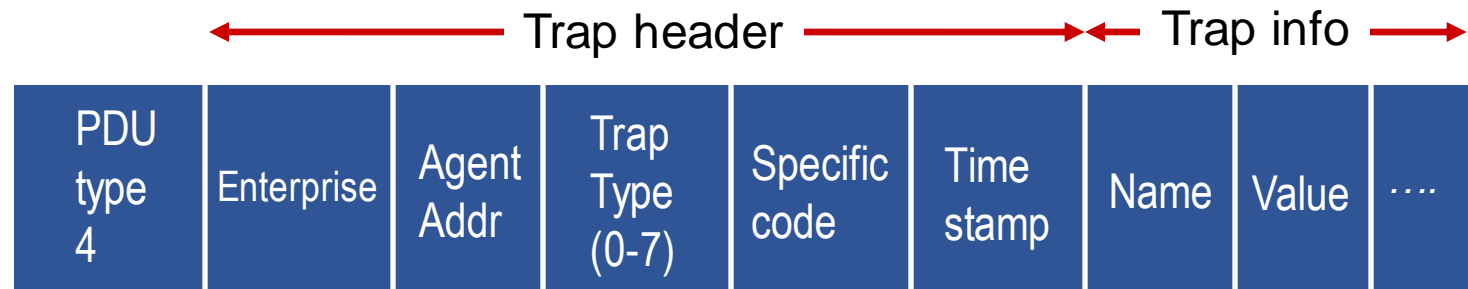 Trap header
Trap info
PDU
type
4
Enterprise
Agent
Addr
Trap
Type
(0-7)
Specific
code
Time
stamp
Name
Value
....